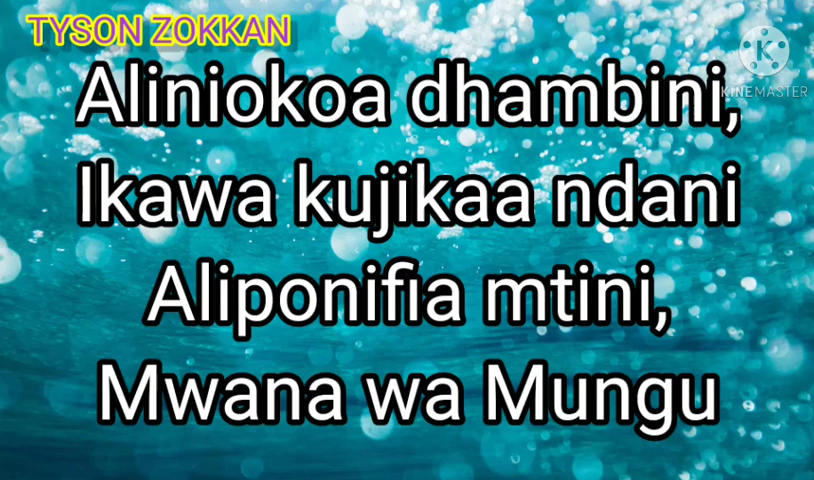 TYSON ZOKKAN
KINEMASTER
Aliniokoa dhambini,
Ikawa kujikaa ndani
Aliponifia mtini,
Mwana wa Mungu